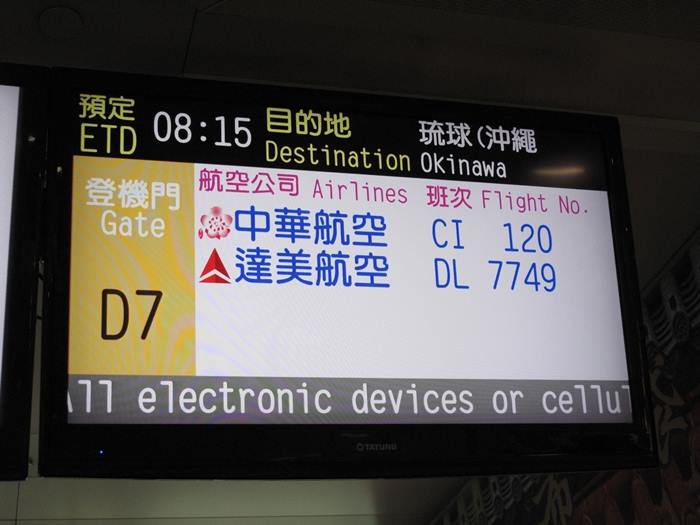 預定 ETD 08:15 目的地 Destination 琉球(沖繩 Okinawa
登機門 Gate
D7
航空公司 Airlines 班次 Flight No.
中華航空 CI 120
達美航空 DL 7749
All electronic devices or cellul
TATUNG